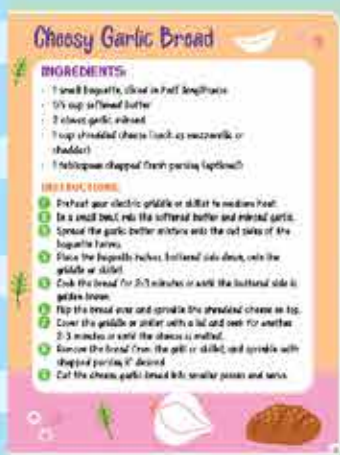 Cheesy Garlic Bread
INGREDIENTS:
1 small baguette, sliced in half lengthwise
cup softened butter
2 cloves garlic minced
1 cup shredded cheese (such as mozzarella or
cheddar)
1 tablespoon chopped fresh parsley (optional)
INSTRUCTIONS:
Preheat your electric griddle or skillet to medium heat.
In a small bowl, mix the softened butter and minced garlic.
Spread the garlic butter mixture onto the cut sides of the
baguette halves.
Place the baguette halves, buttered side down, onto the
griddle or skillet.
Cook the bread for 2-3 minutes or until the buttered side is
golden brown.
Flip the bread over and sprinkle the shredded cheese on top.
Cover the griddle or skillet with a lid and cook for another
2-3 minutes or until the cheese is melted.
Remove the bread from the grill or skillet, and sprinkle with
chopped parsley if desired.
Cut the cheesy garlic bread into smaller pieces and serve.